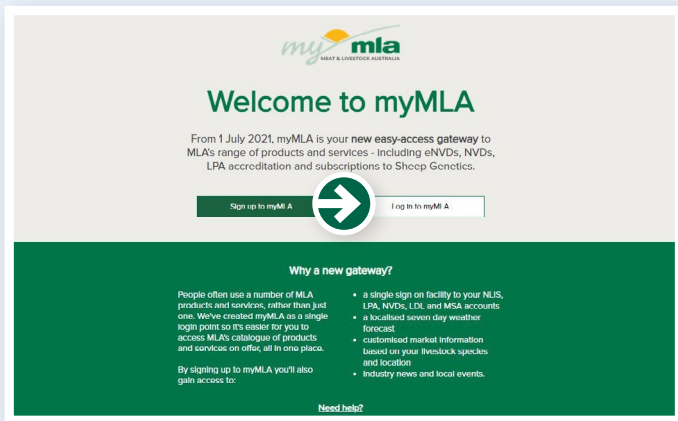 my mla
MEAT & LIVESTOCK AUSTRALIA
Welcome to myMLA
From 1 July 2021, myMLA is your new easy-access gateway to
MLA's range of products and services - including eNVDs, NVDs,
LPA accreditation and subscriptions to Sheep Genetics.
Sign up to myMLA
Log in to myMLA
Why a new gateway?
People often use a number of MLA
products and services, rather than just
one. We've created myMLA as a single
login point so it's easier for you to
access MLA's catalogue of products
and services on offer, all in one place.
By signing up to myMLA you'll also
gain access to:
• a single sign on facility to your NLIS,
LPA, NVDs, LDL and MSA accounts
• a localised seven day weather
forecast
• customised market information
based on your livestock species
and location
• industry news and local events.
Need help?